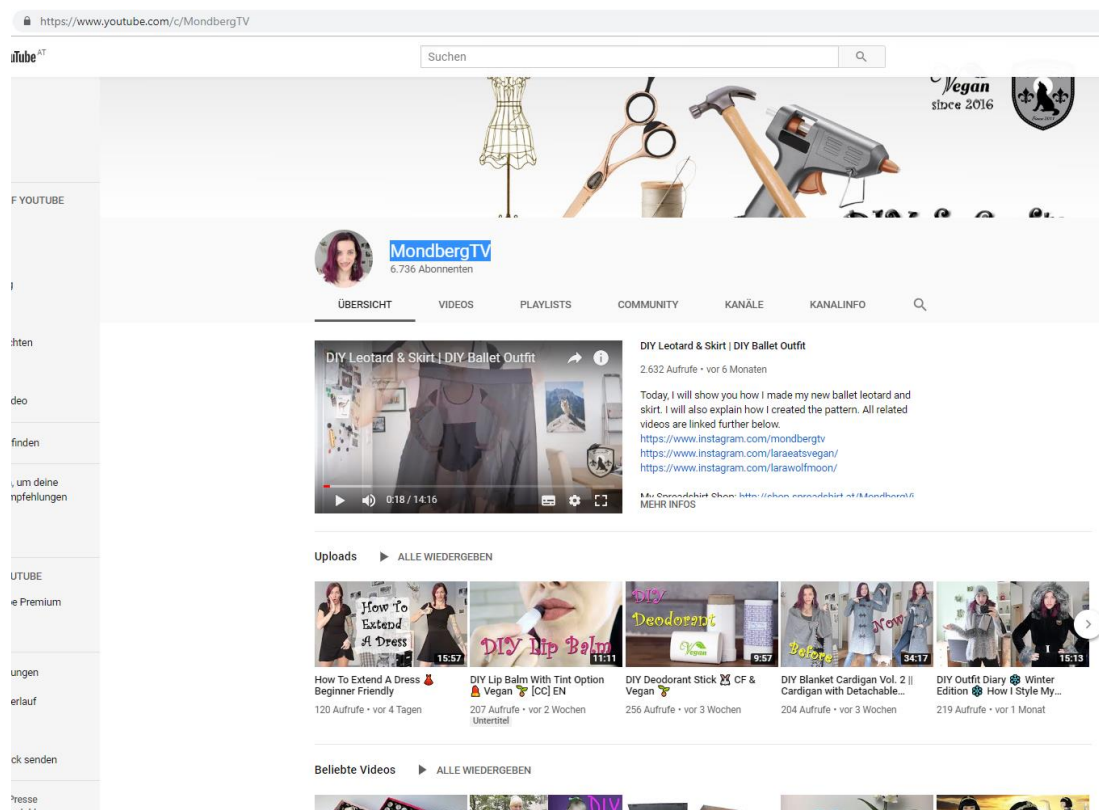 https://www.youtube.com/c/MondbergTV
uTube AT
Suchen
Vegan
since 2016
F YOUTUBE
MondbergTV
6.736 Abonnenten
ÜBERSICHT VIDEOS PLAYLISTS COMMUNITY KANÄLE KANALINFO
chten
deo
finden
, um deine
mpfehlungen
UTUBE
e Premium
ungen
erlauf
ck senden
Presse
DIY Leotard & Skirt | DIY Ballet Outfit
0:18 / 14:16
DIY Leotard & Skirt | DIY Ballet Outfit
2.632 Aufrufe • vor 6 Monaten
Today, I will show you how I made my new ballet leotard and
skirt. I will also explain how I created the pattern. All related
videos are linked further below.
https://www.instagram.com/mondbergtv
https://www.instagram.com/laraeatsvegan/
https://www.instagram.com/larawolfmoon/
My Spreadshirt Shop: http://shop.spreadshirt.at/MondbergVi
MEHR INFOS
Uploads ALLE WIEDERGEBEN
How To
Extend
A Dress
15:57
How To Extend A Dress
Beginner Friendly
120 Aufrufe • vor 4 Tagen
DIY Lip Balm
11:11
DIY Lip Balm With Tint Option
Vegan [CC] EN
207 Aufrufe • vor 2 Wochen
Untertitel
DIY
Deodorant
Vegan
9:57
DIY Deodorant Stick CF &
Vegan
256 Aufrufe • vor 3 Wochen
Before
Now
34:17
DIY Blanket Cardigan Vol. 2 ||
Cardigan with Detachable...
204 Aufrufe • vor 3 Wochen
15:13
DIY Outfit Diary Winter
Edition How I Style My...
219 Aufrufe • vor 1 Monat
Beliebte Videos ALLE WIEDERGEBEN
DIY